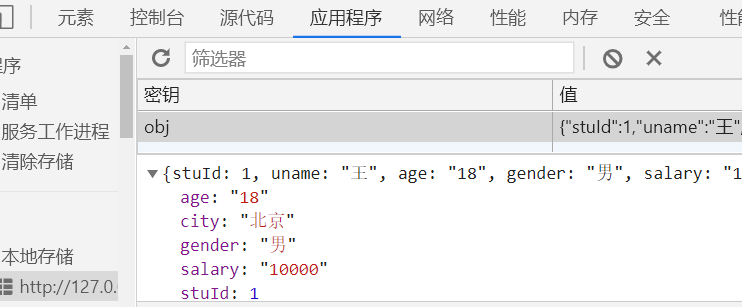 元素 控制台 源代码 应用程序 网络 性能 内存 安全
程序
筛选器
清单
服务工作进程
清除存储
密钥 值
obj {"stuId":1,"uname":"王",
{stuId: 1, uname: "王", age: "18", gender: "男", salary: "1
age: "18"
city: "北京"
gender: "男"
salary: "10000"
stuId: 1
本地存储
http://127.0.